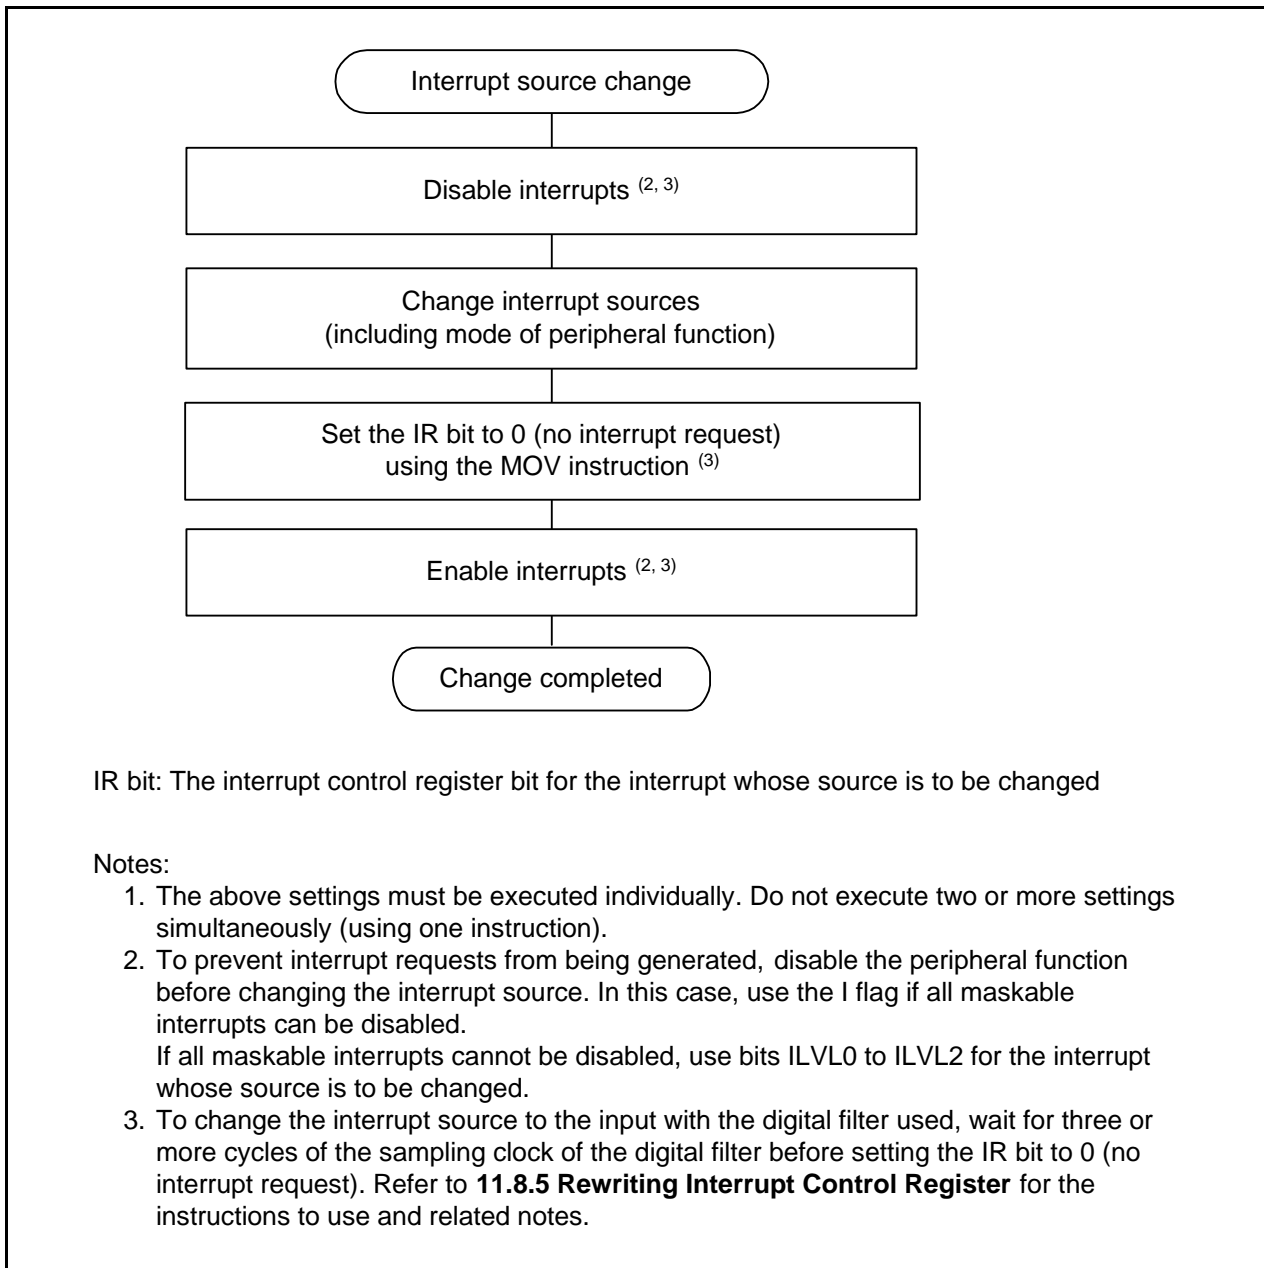 Interrupt source change
Disable interrupts (2, 3)
Change interrupt sources
(including mode of peripheral function)
Set the IR bit to 0 (no interrupt request)
using the MOV instruction (3)
Enable interrupts (2, 3)
Change completed
IR bit: The interrupt control register bit for the interrupt whose source is to be changed
Notes:
1. The above settings must be executed individually. Do not execute two or more settings
simultaneously (using one instruction).
2. To prevent interrupt requests from being generated, disable the peripheral function
before changing the interrupt source. In this case, use the I flag if all maskable
interrupts can be disabled.
If all maskable interrupts cannot be disabled, use bits ILVL0 to ILVL2 for the interrupt
whose source is to be changed.
3. To change the interrupt source to the input with the digital filter used, wait for three or
more cycles of the sampling clock of the digital filter before setting the IR bit to 0 (no
interrupt request). Refer to 11.8.5 Rewriting Interrupt Control Register for the
instructions to use and related notes.